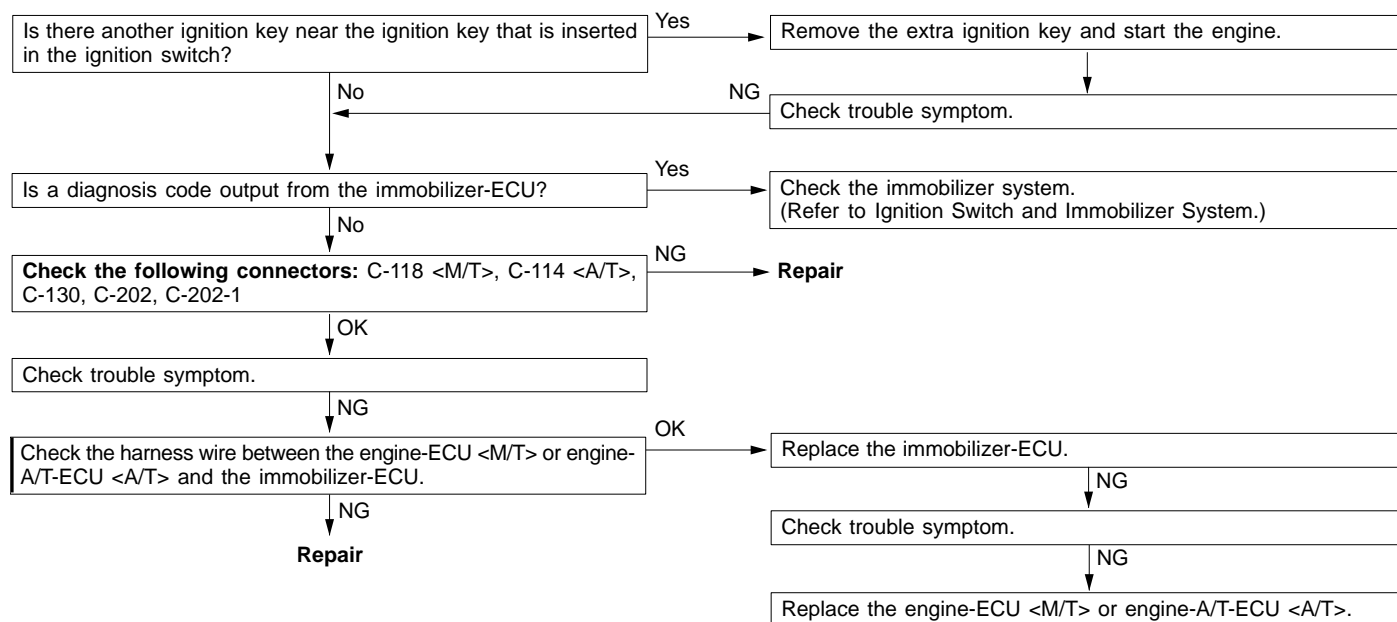 Is there another ignition key near the ignition key that is inserted
in the ignition switch?
Yes
Remove the extra ignition key and start the engine.
No
NG
Check trouble symptom.
Is a diagnosis code output from the immobilizer-ECU?
Yes
Check the immobilizer system.
(Refer to Ignition Switch and Immobilizer System.)
No
Check the following connectors: C-118 <M/T>, C-114 <A/T>,
C-130, C-202, C-202-1
NG
Repair
OK
Check trouble symptom.
NG
Check the harness wire between the engine-ECU <M/T> or engine-
A/T-ECU <A/T> and the immobilizer-ECU.
OK
Replace the immobilizer-ECU.
NG
NG
Repair
Check trouble symptom.
NG
Replace the engine-ECU <M/T> or engine-A/T-ECU <A/T>.